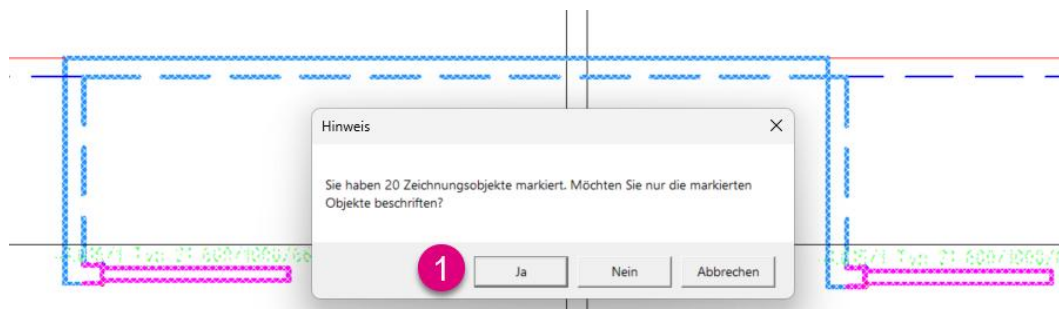 Hinweis
Sie haben 20 Zeichnungsobjekte markiert. Möchten Sie nur die markierten
Objekte beschriften?
1 Ja Nein Abbrechen